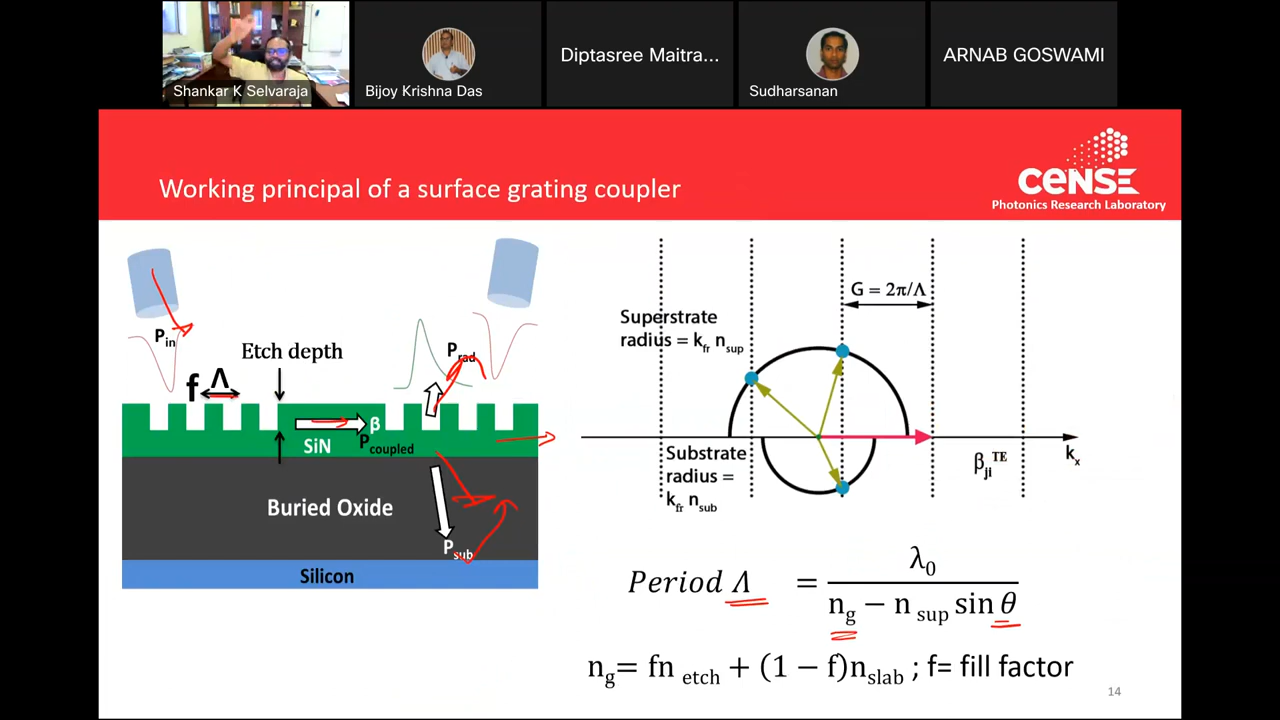 Shankar K Selvaraja
Bijoy Krishna Das
Diptasree Maitra...
Sudharsanan
ARNAB GOSWAMI
Working principal of a surface grating coupler
CENSE
Photonics Research Laboratory
P_in
Etch depth
f Λ
P_rad
β
SiN
P_coupled
Buried Oxide
P_sub
Silicon
G = 2π/Λ
Superstrate
radius = k_fr n_sup
Substrate
radius =
k_fr n_sub
β_ji^TE
k_x
Period Λ = λ_0 / (n_g − n_sup sin θ)
n_g= fn_etch + (1 − f)n_slab ; f= fill factor
14